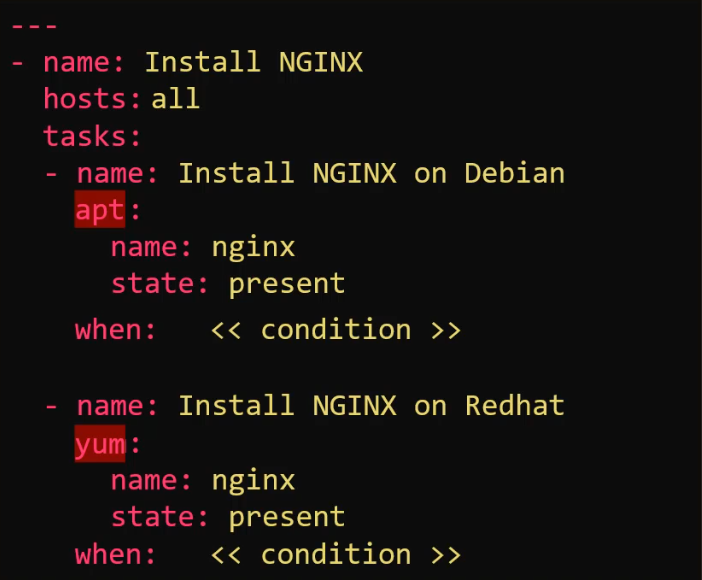 ---
- name: Install NGINX
  hosts: all
  tasks:
  - name: Install NGINX on Debian
    apt:
      name: nginx
      state: present
    when:   << condition >>

  - name: Install NGINX on Redhat
    yum:
      name: nginx
      state: present
    when:   << condition >>